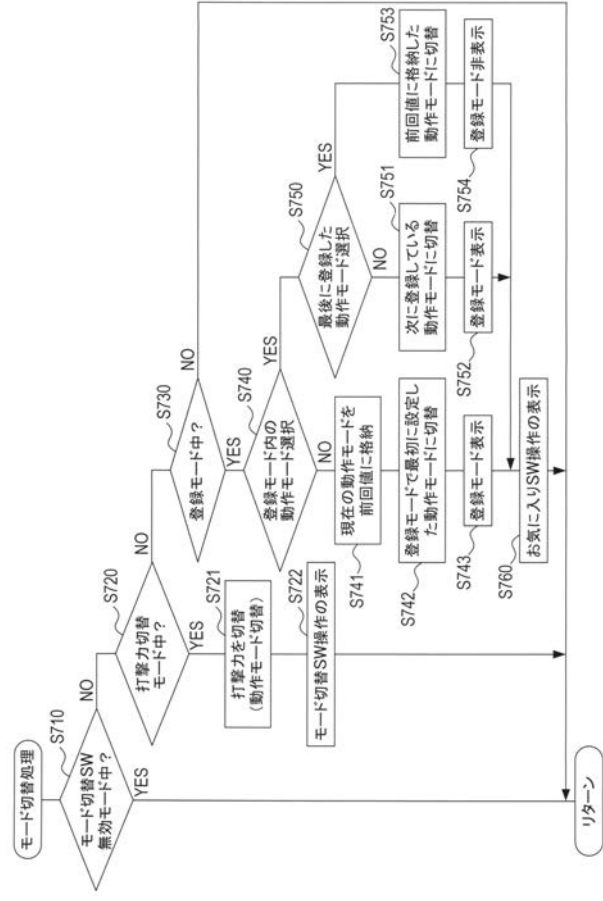 モード切替処理
S710
モード切替SW
無効モード中?
YES
NO
S720
打撃力切替
モード中?
YES
NO
S721
打撃力を切替
(動作モード切替)
S722
モード切替SW操作の表示
S730
登録モード中?
NO
YES
S740
登録モード内の
動作モード選択
YES
NO
S741
現在の動作モードを
前回値に格納
S742
登録モードで最初に設定し
た動作モードに切替
S743
登録モード表示
S750
最後に登録した
動作モード選択
YES
NO
S751
次に登録している
動作モードに切替
S752
登録モード表示
S753
前回値に格納した
動作モードに切替
S754
登録モード非表示
S760
お気に入りSW操作の表示
リターン